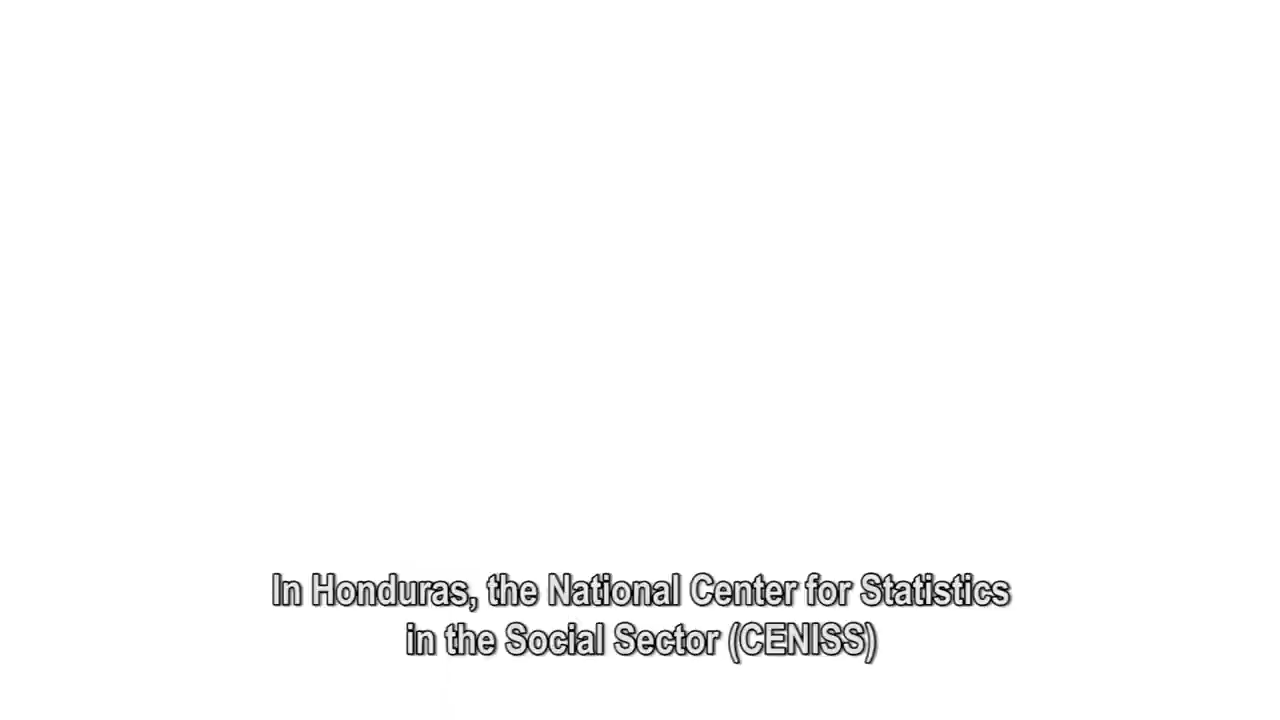 In Honduras, the National Center for Statistics
in the Social Sector (CENISS)